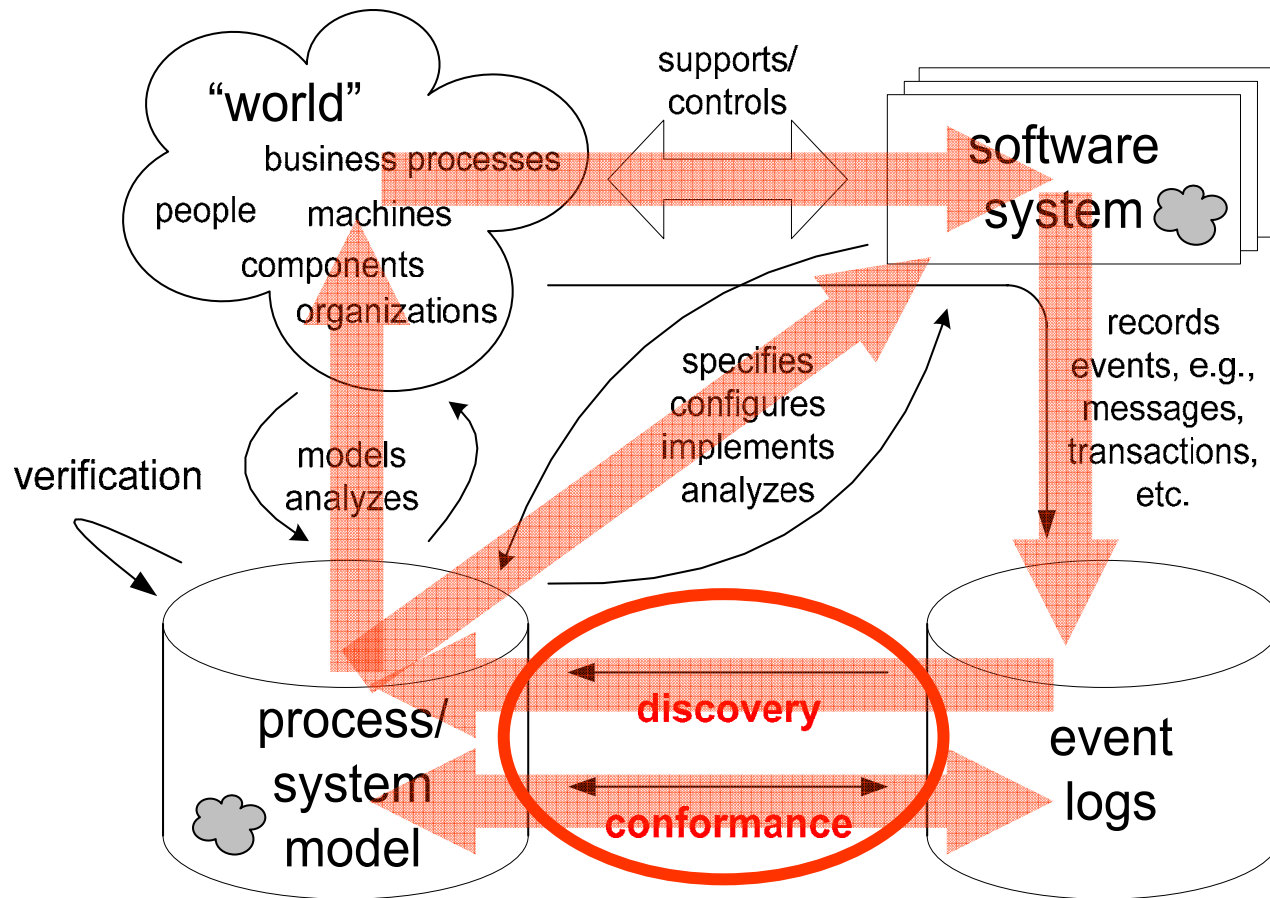 “world”
business processes
people
machines
components
organizations
supports/
controls
software
system
records
events, e.g.,
messages,
transactions,
etc.
specifies
configures
implements
analyzes
models
analyzes
verification
process/
system
model
discovery
conformance
event
logs